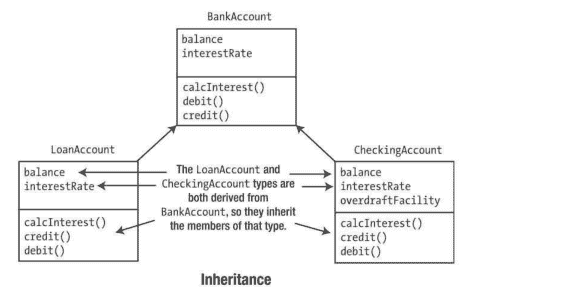 BankAccount
balance
interestRate
calcInterest()
debit()
credit()
LoanAccount
balance
interestRate
calcInterest()
credit()
debit()
The LoanAccount and
CheckingAccount types are
both derived from
BankAccount, so they inherit
the members of that type.
CheckingAccount
balance
interestRate
overdraftFacility
calcInterest()
credit()
debit()
Inheritance